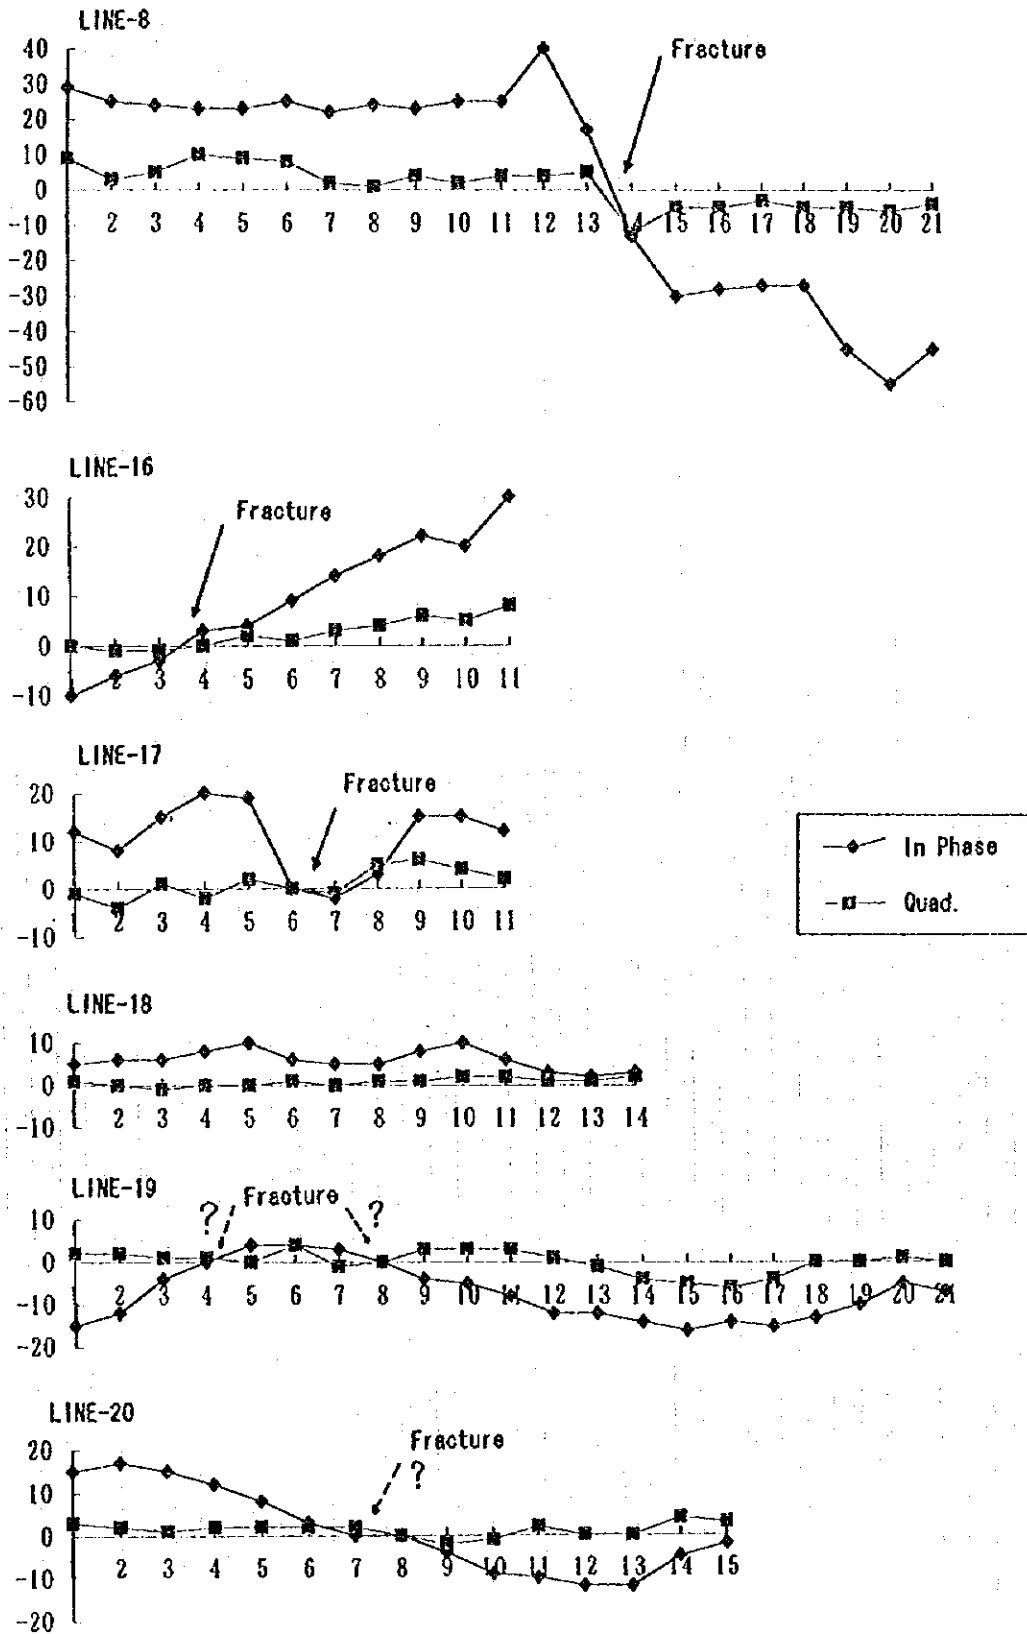 LINE-8
40
30
20
10
0
-10
-20
-30
-40
-50
-60
Fracture
2 3 4 5 6 7 8 9 10 11 12 13 14 15 16 17 18 19 20 21
LINE-16
30
20
10
0
-10
Fracture
2 3 4 5 6 7 8 9 10 11
LINE-17
20
10
0
-10
Fracture
2 3 4 5 6 7 8 9 10 11
In Phase
Quad.
LINE-18
10
0
-10
2 3 4 5 6 7 8 9 10 11 12 13 14
LINE-19
10
0
-10
-20
? Fracture ?
2 3 4 5 6 7 8 9 10 11 12 13 14 15 16 17 18 19 20 21
LINE-20
20
10
0
-10
-20
Fracture
?
2 3 4 5 6 7 8 9 10 11 12 13 14 15